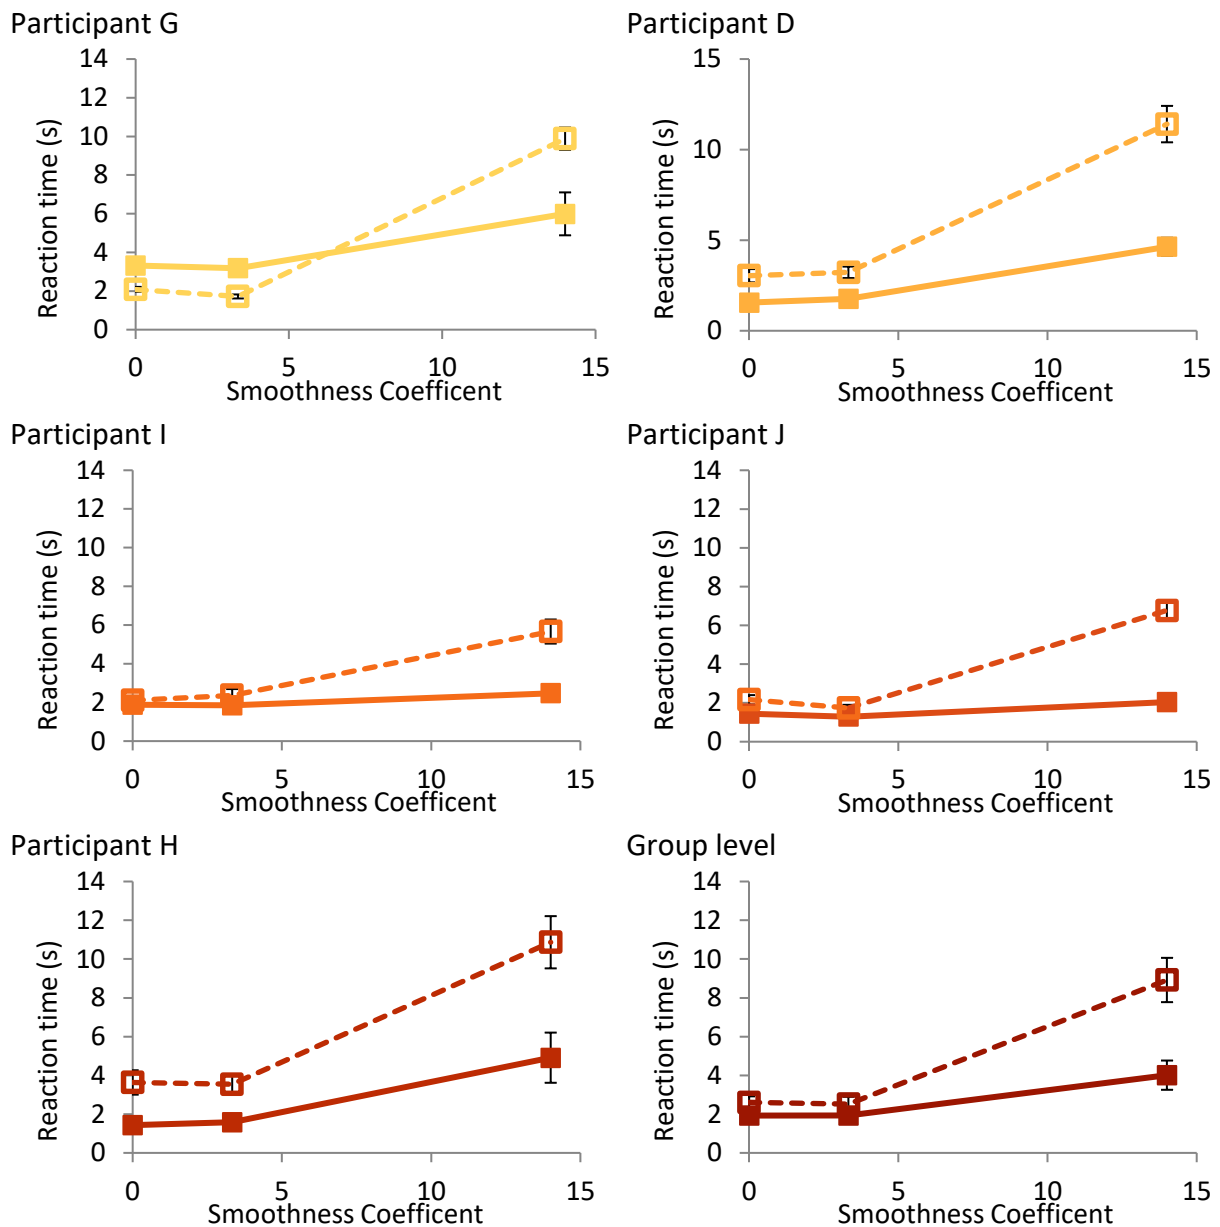 Participant G
14
12
10
8
6
4
2
0
Reaction time (s)
0 5 10 15
Smoothness Coefficent
Participant D
15
10
5
0
Reaction time (s)
0 5 10 15
Smoothness Coefficent
Participant I
14
12
10
8
6
4
2
0
Reaction time (s)
0 5 10 15
Smoothness Coefficent
Participant J
14
12
10
8
6
4
2
0
Reaction time (s)
0 5 10 15
Smoothness Coefficent
Participant H
14
12
10
8
6
4
2
0
Reaction time (s)
0 5 10 15
Smoothness Coefficent
Group level
14
12
10
8
6
4
2
0
Reaction time (s)
0 5 10 15
Smoothness Coefficent